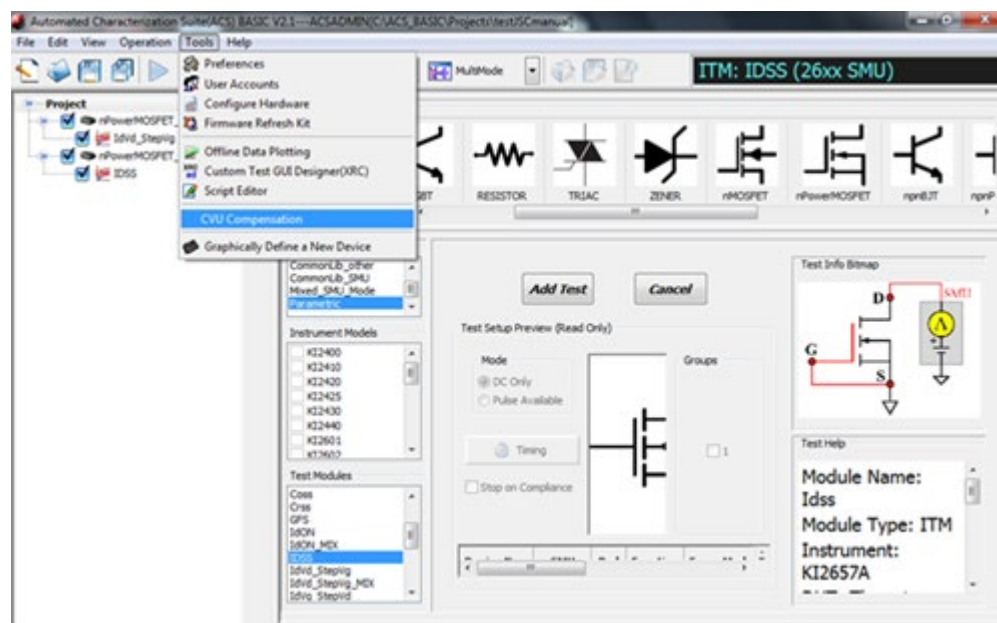 Automated Characterization Suite(ACS) BASIC V2.1---ACSADMIN[C:\ACS_BASIC\Projects\test\SCmanual]
File Edit View Operation Tools Help
Preferences
User Accounts
Configure Hardware
Firmware Refresh Kit
Offline Data Plotting
Custom Test GUI Designer(XRC)
Script Editor
CVU Compensation
Graphically Define a New Device
MultiMode
ITM: IDSS (26xx SMU)
Project
nPowerMOSFET_
IdVd_StepVg
nPowerMOSFET_
IDSS
RESISTOR TRIAC ZENER nMOSFET nPowerMOSFET npnBJT npnP
CommonLib_other
CommonLib_SMU
Mixed_SMU_Mode
Parametric
Instrument Models
KI2400
KI2410
KI2420
KI2425
KI2430
KI2440
KI2601
KI2602
Test Modules
Coss
Crss
GFS
IdON
IdON_MIX
IDSS
IdVd_StepVg
IdVd_StepVg_MIX
IdVg_StepVd
Add Test Cancel
Test Setup Preview (Read Only)
Mode
DC Only
Pulse Available
Timing
Stop on Compliance
Groups
1
Test Info Bitmap
D
SMU
A
G
S
Test Help
Module Name:
Idss
Module Type: ITM
Instrument:
KI2657A